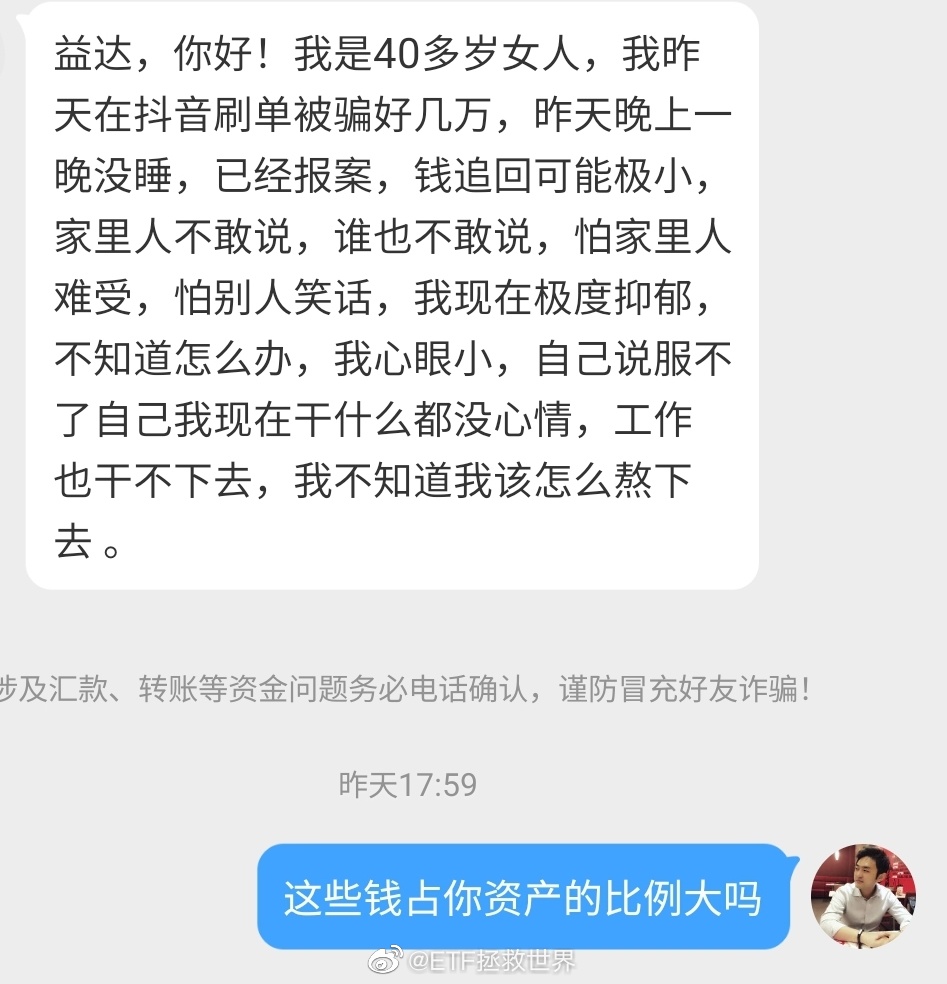 益达，你好！我是40多岁女人，我昨
天在抖音刷单被骗好几万，昨天晚上一
晚没睡，已经报案，钱追回可能极小，
家里人不敢说，谁也不敢说，怕家里人
难受，怕别人笑话，我现在极度抑郁，
不知道怎么办，我心眼小，自己说服不
了自己我现在干什么都没心情，工作
也干不下去，我不知道我该怎么熬下
去 。
涉及汇款、转账等资金问题务必电话确认，谨防冒充好友诈骗！
昨天17:59
这些钱占你资产的比例大吗
@ETF拯救世界